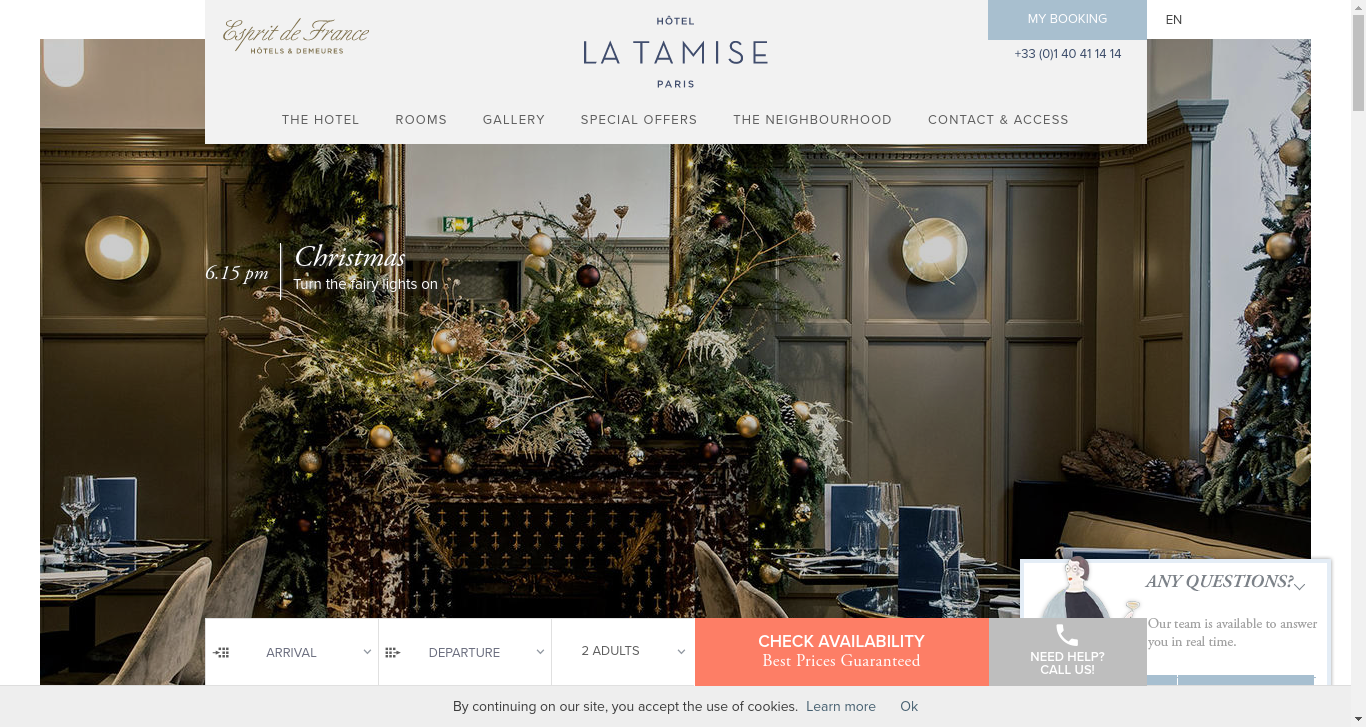 Esprit de France
HÔTELS & DEMEURES
HÔTEL
LA TAMISE
PARIS
MY BOOKING
EN
+33 (0)1 40 41 14 14
THE HOTEL
ROOMS
GALLERY
SPECIAL OFFERS
THE NEIGHBOURHOOD
CONTACT & ACCESS
6.15 pm
Christmas
Turn the fairy lights on
ANY QUESTIONS?
Our team is available to answer
you in real time.
ARRIVAL
DEPARTURE
2 ADULTS
CHECK AVAILABILITY
Best Prices Guaranteed
NEED HELP?
CALL US!
By continuing on our site, you accept the use of cookies. Learn more Ok